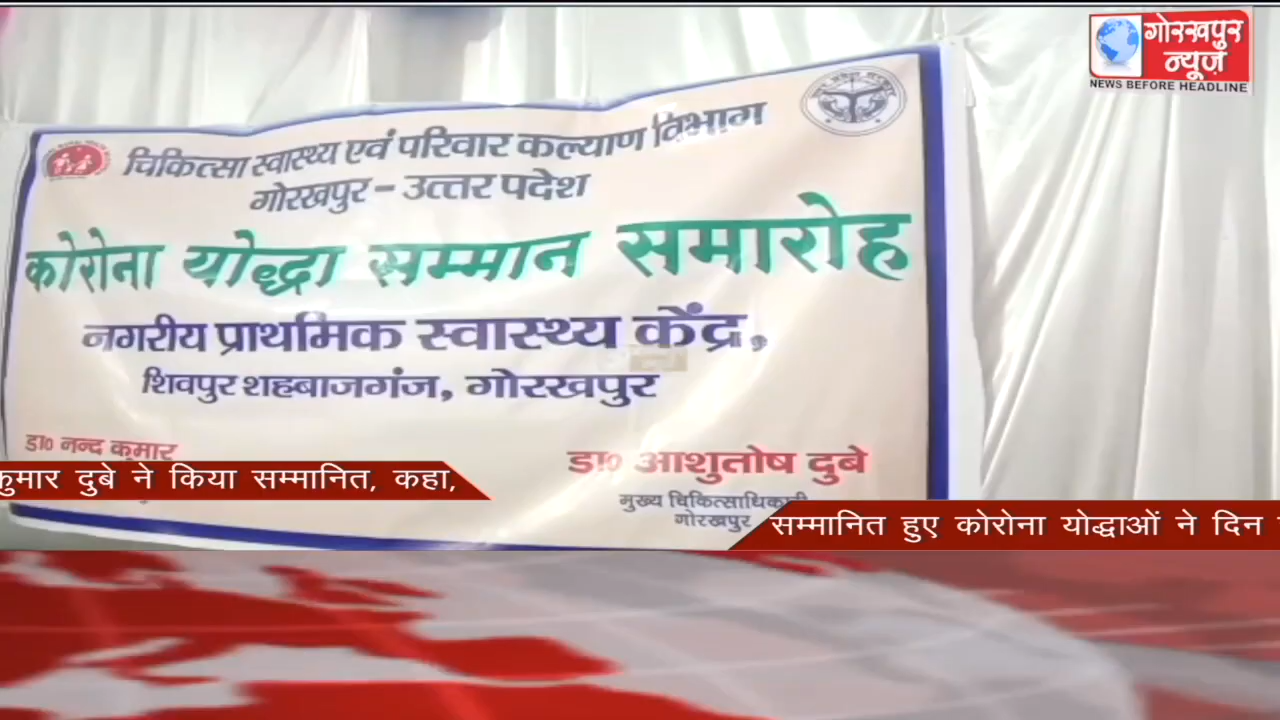 गोरखपुर
न्यूज़
NEWS BEFORE HEADLINE
चिकित्सा स्वास्थ्य एवं परिवार कल्याण विभाग
गोरखपुर - उत्तर पदेश
कोरोना योद्धा सम्मान समारोह
नगरीय प्राथमिक स्वास्थ्य केंद्र,
शिवपुर शहबाजगंज, गोरखपुर
डा० नन्द कुमार
डा० आशुतोष दुबे
मुख्य
गोरखपुर
कुमार दुबे ने किया सम्मानित, कहा,
सम्मानित हुए कोरोना योद्धाओं ने दिन